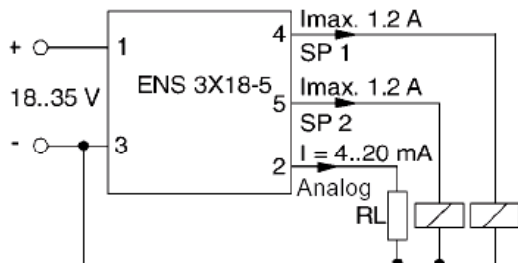 4
Imax. 1.2 A
+
1
SP 1
ENS 3X18-5
Imax. 1.2 A
18..35 V
5
SP 2
-
3
I = 4..20 mA
2
Analog
RL